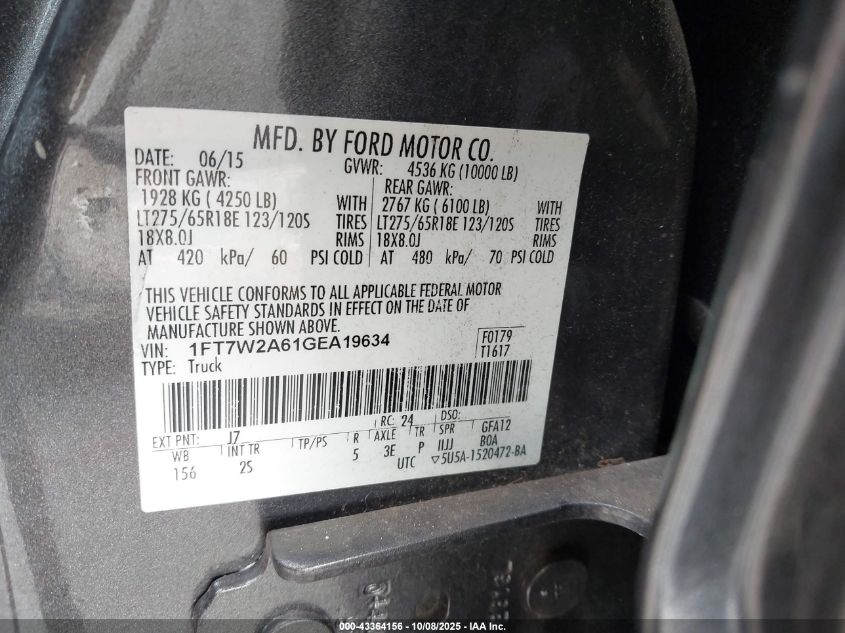 MFD. BY FORD MOTOR CO.
DATE: 06/15 GVWR: 4536 KG (10000 LB)
FRONT GAWR: REAR GAWR:
1928 KG ( 4250 LB) WITH 2767 KG ( 6100 LB) WITH
LT275/65R18E 123/120S TIRES LT275/65R18E 123/120S TIRES
18X8.0J RIMS 18X8.0J RIMS
AT 420 kPa/ 60 PSI COLD AT 480 kPa/ 70 PSI COLD
THIS VEHICLE CONFORMS TO ALL APPLICABLE FEDERAL MOTOR
VEHICLE SAFETY STANDARDS IN EFFECT ON THE DATE OF
MANUFACTURE SHOWN ABOVE.
VIN: 1FT7W2A61GEA19634 F0179
TYPE: Truck T1617
EXT PNT: J7 RC: 24 DSO:
WB INT TR TP/PS R AXLE TR SPR GFA12
156 2S 5 3E P IIJJ B0A
UTC ▽5U5A-1520472-BA
000-43364156 - 10/08/2025 - IAA Inc.